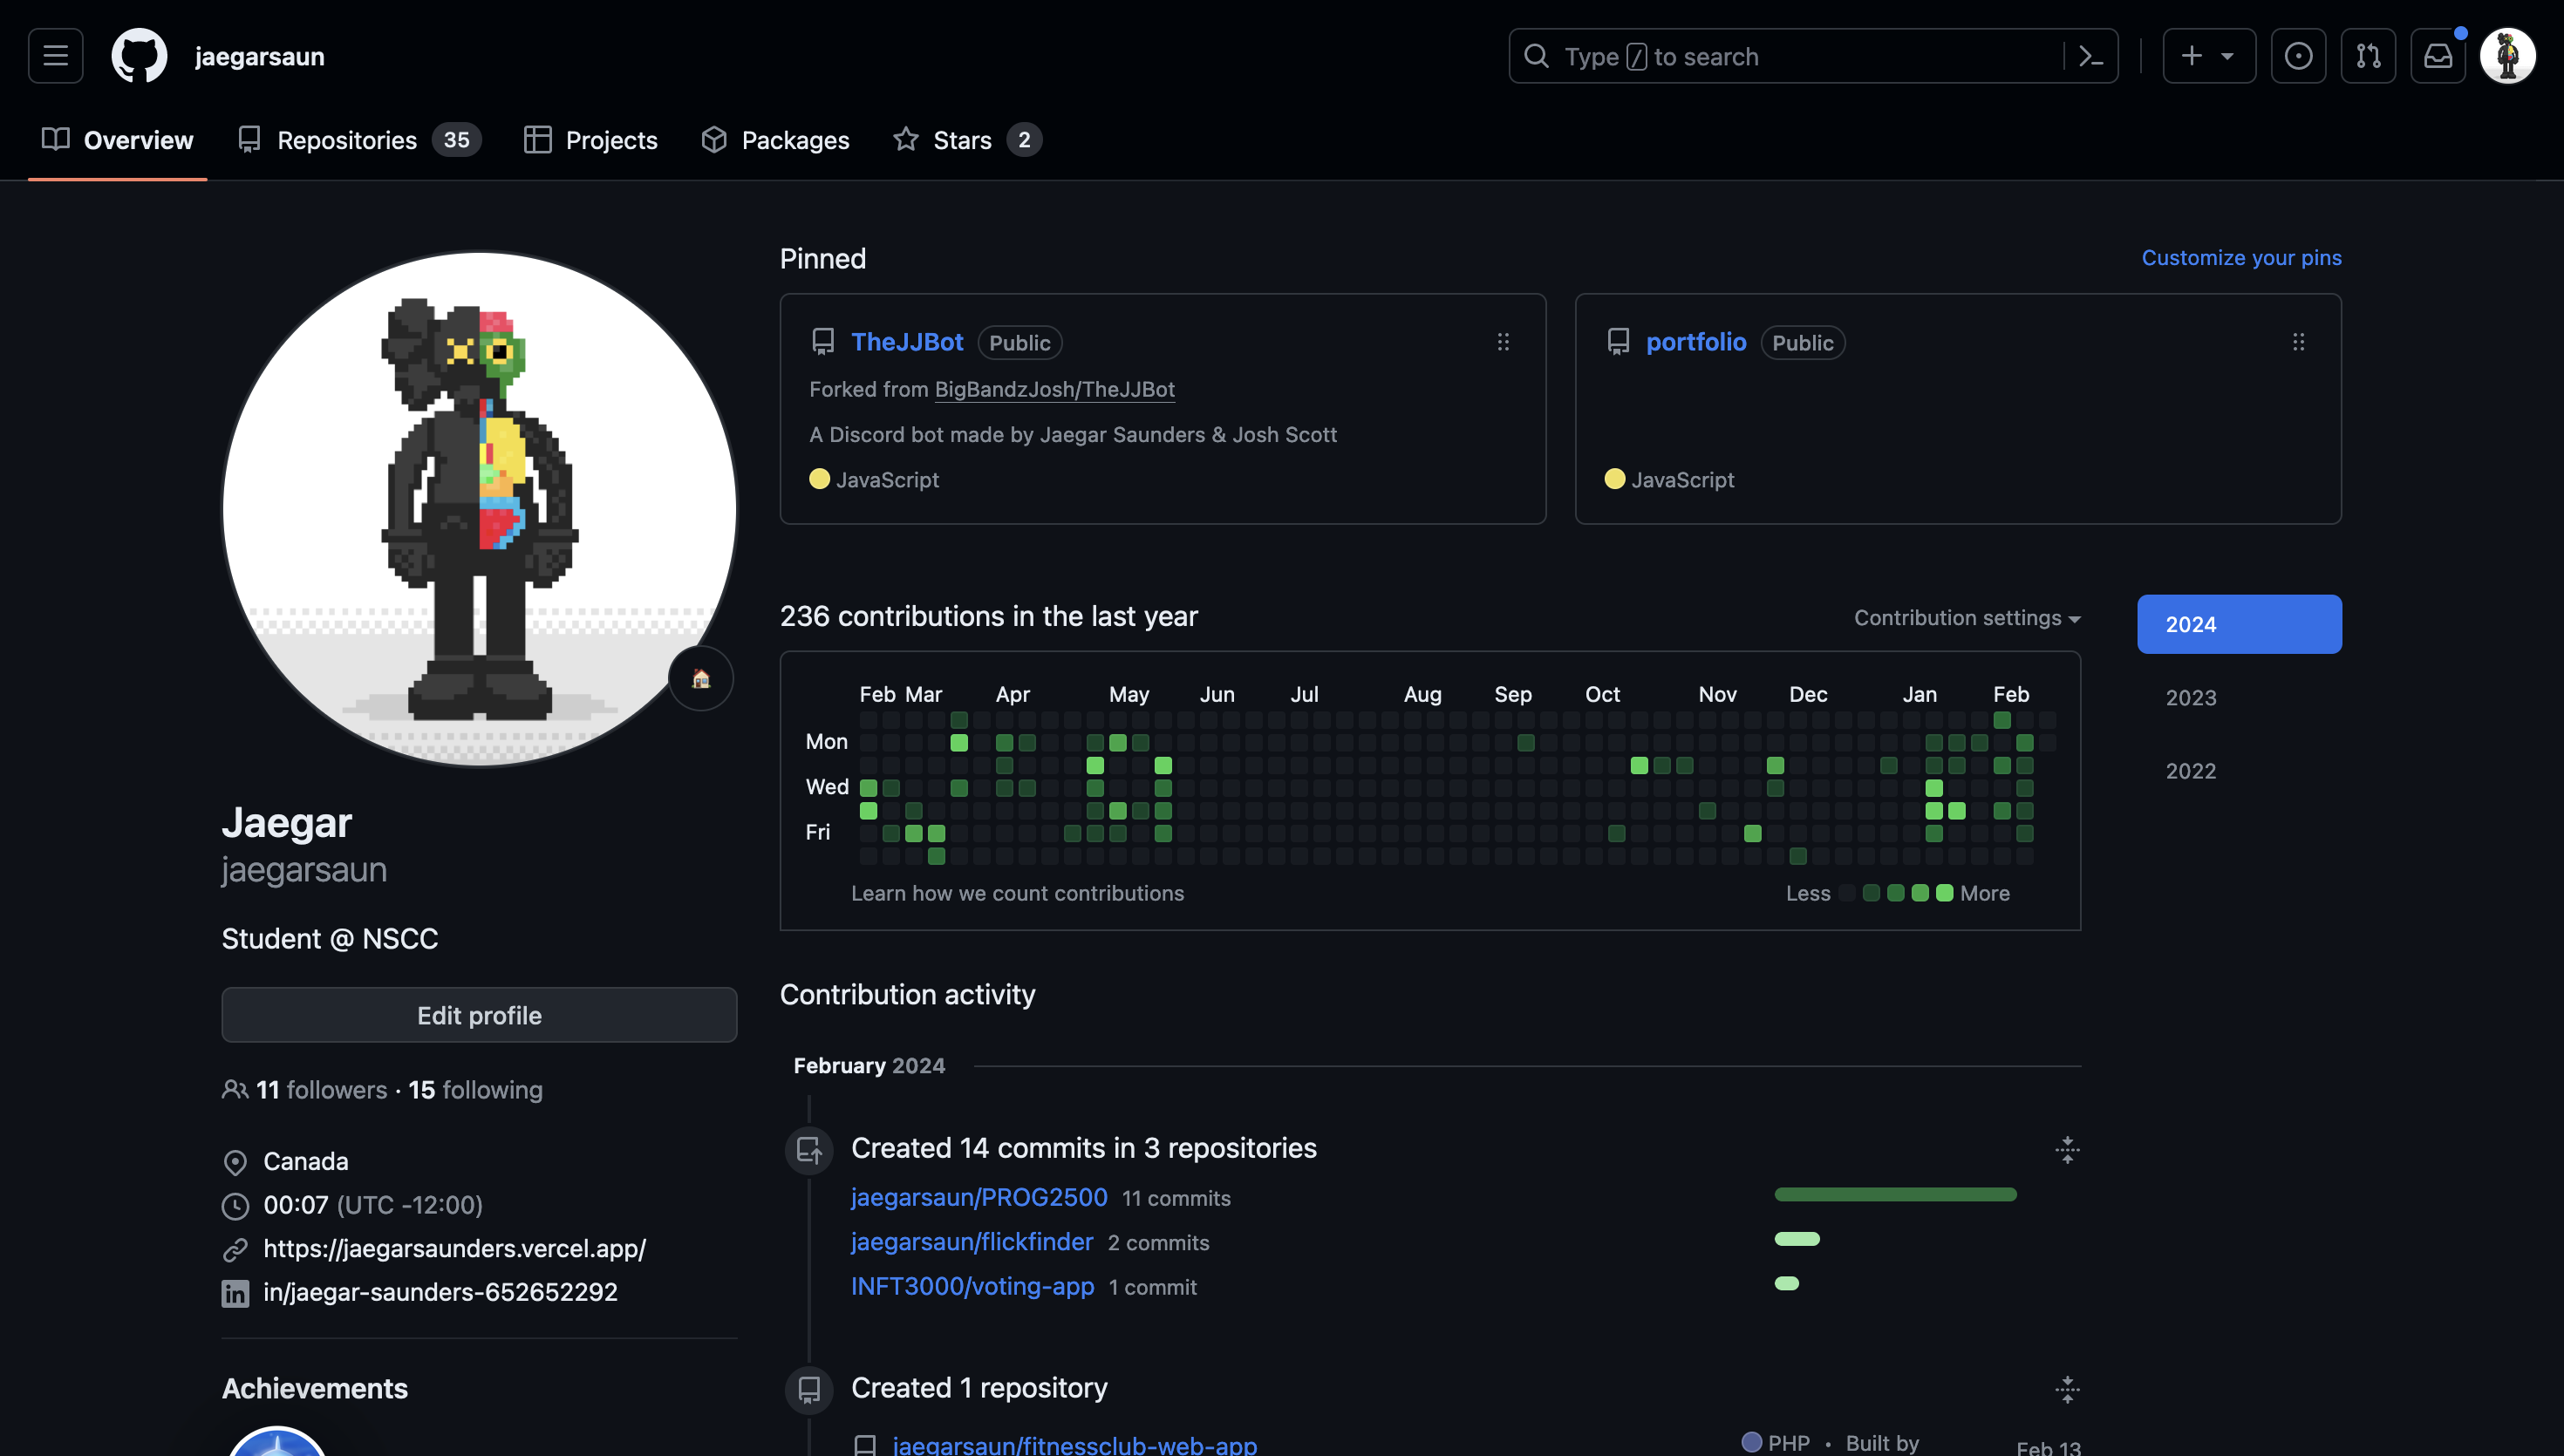 jaegarsaun
Type / to search
Overview
Repositories 35
Projects
Packages
Stars 2
Pinned
Customize your pins
TheJJBot Public
Forked from BigBandzJosh/TheJJBot
A Discord bot made by Jaegar Saunders & Josh Scott
JavaScript
portfolio Public
JavaScript
236 contributions in the last year
Contribution settings
2024
2023
2022
Feb Mar Apr May Jun Jul Aug Sep Oct Nov Dec Jan Feb
Mon
Wed
Fri
Learn how we count contributions
Less More
Jaegar
jaegarsaun
Student @ NSCC
Edit profile
11 followers · 15 following
Canada
00:07 (UTC -12:00)
https://jaegarsaunders.vercel.app/
in/jaegar-saunders-652652292
Achievements
Contribution activity
February 2024
Created 14 commits in 3 repositories
jaegarsaun/PROG2500 11 commits
jaegarsaun/flickfinder 2 commits
INFT3000/voting-app 1 commit
Created 1 repository
jaegarsaun/fitnessclub-web-app
PHP • Built by
Feb 13